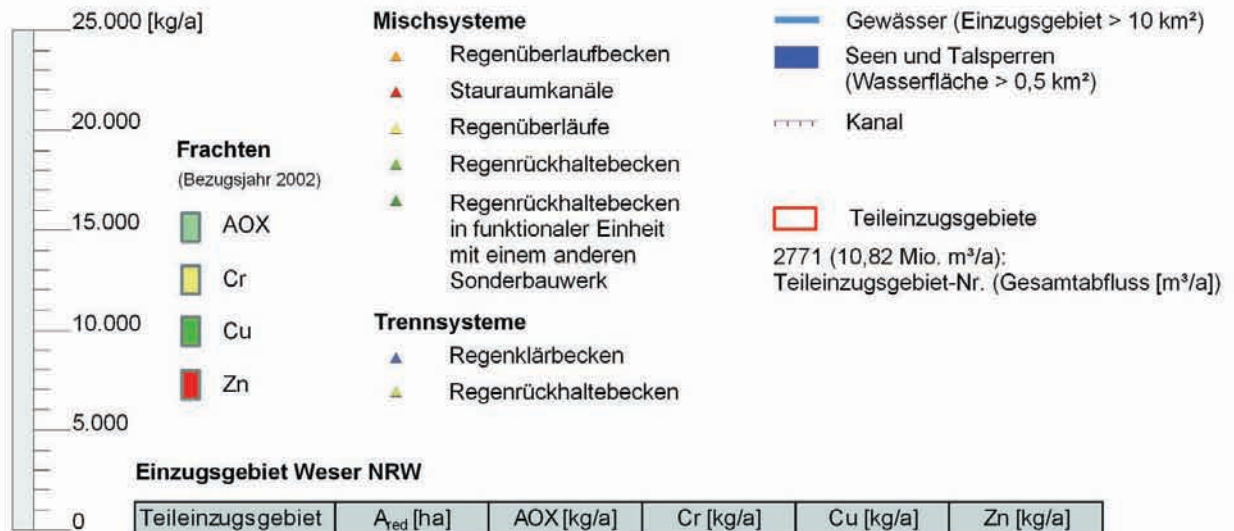 25.000 [kg/a]
20.000
15.000
10.000
5.000
0
Frachten
(Bezugsjahr 2002)
AOX
Cr
Cu
Zn
Mischsysteme
Regenüberlaufbecken
Stauraumkanäle
Regenüberläufe
Regenrückhaltebecken
Regenrückhaltebecken
in funktionaler Einheit
mit einem anderen
Sonderbauwerk
Trennsysteme
Regenklärbecken
Regenrückhaltebecken
Gewässer (Einzugsgebiet > 10 km²)
Seen und Talsperren
(Wasserfläche > 0,5 km²)
Kanal
Teileinzugsgebiete
2771 (10,82 Mio. m³/a):
Teileinzugsgebiet-Nr. (Gesamtabfluss [m³/a])
Einzugsgebiet Weser NRW
Teileinzugsgebiet Ared [ha] AOX [kg/a] Cr [kg/a] Cu [kg/a] Zn [kg/a]